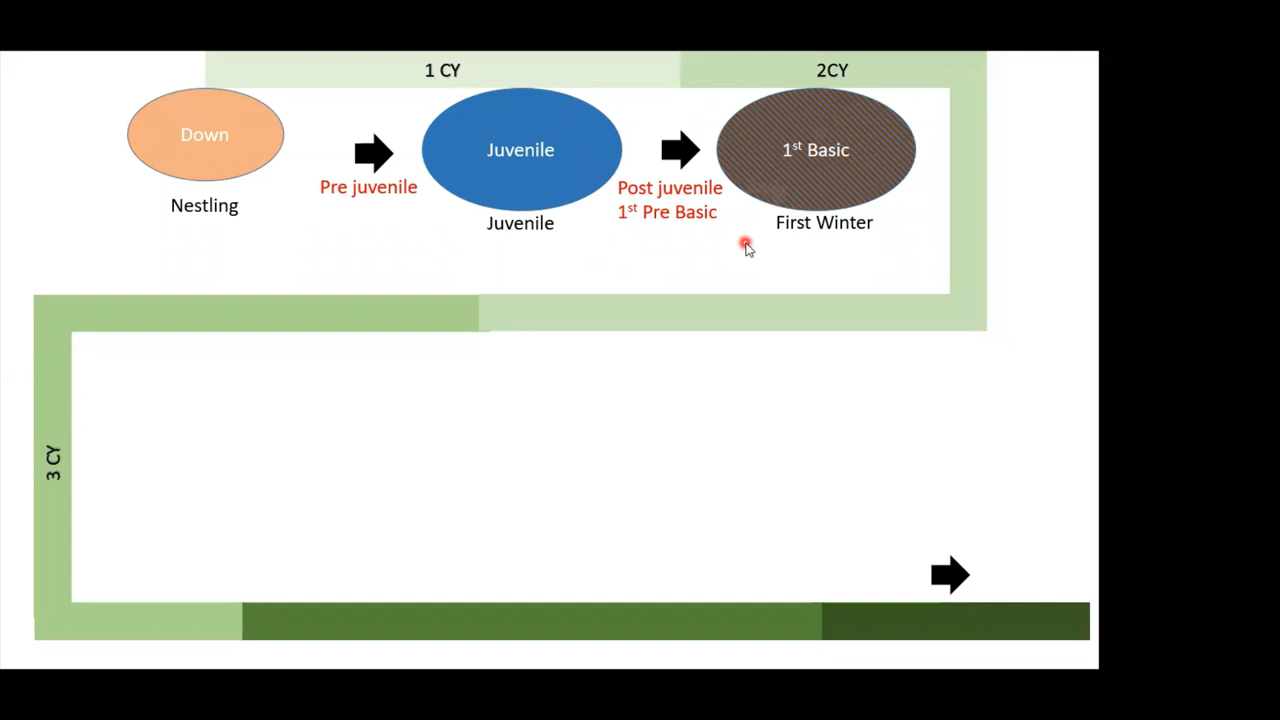 1 CY
2CY
Down
Juvenile
1st Basic
Pre juvenile
Post juvenile
1st Pre Basic
Nestling
Juvenile
First Winter
3 CY